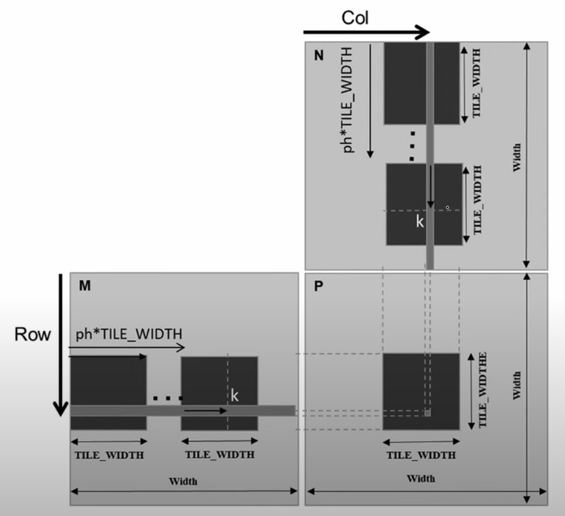 Col
N
ph*TILE_WIDTH
TILE_WIDTH
k
TILE_WIDTH
Width
M
P
Row
ph*TILE_WIDTH
k
TILE_WIDTHE
Width
TILE_WIDTH
TILE_WIDTH
TILE_WIDTH
Width
Width